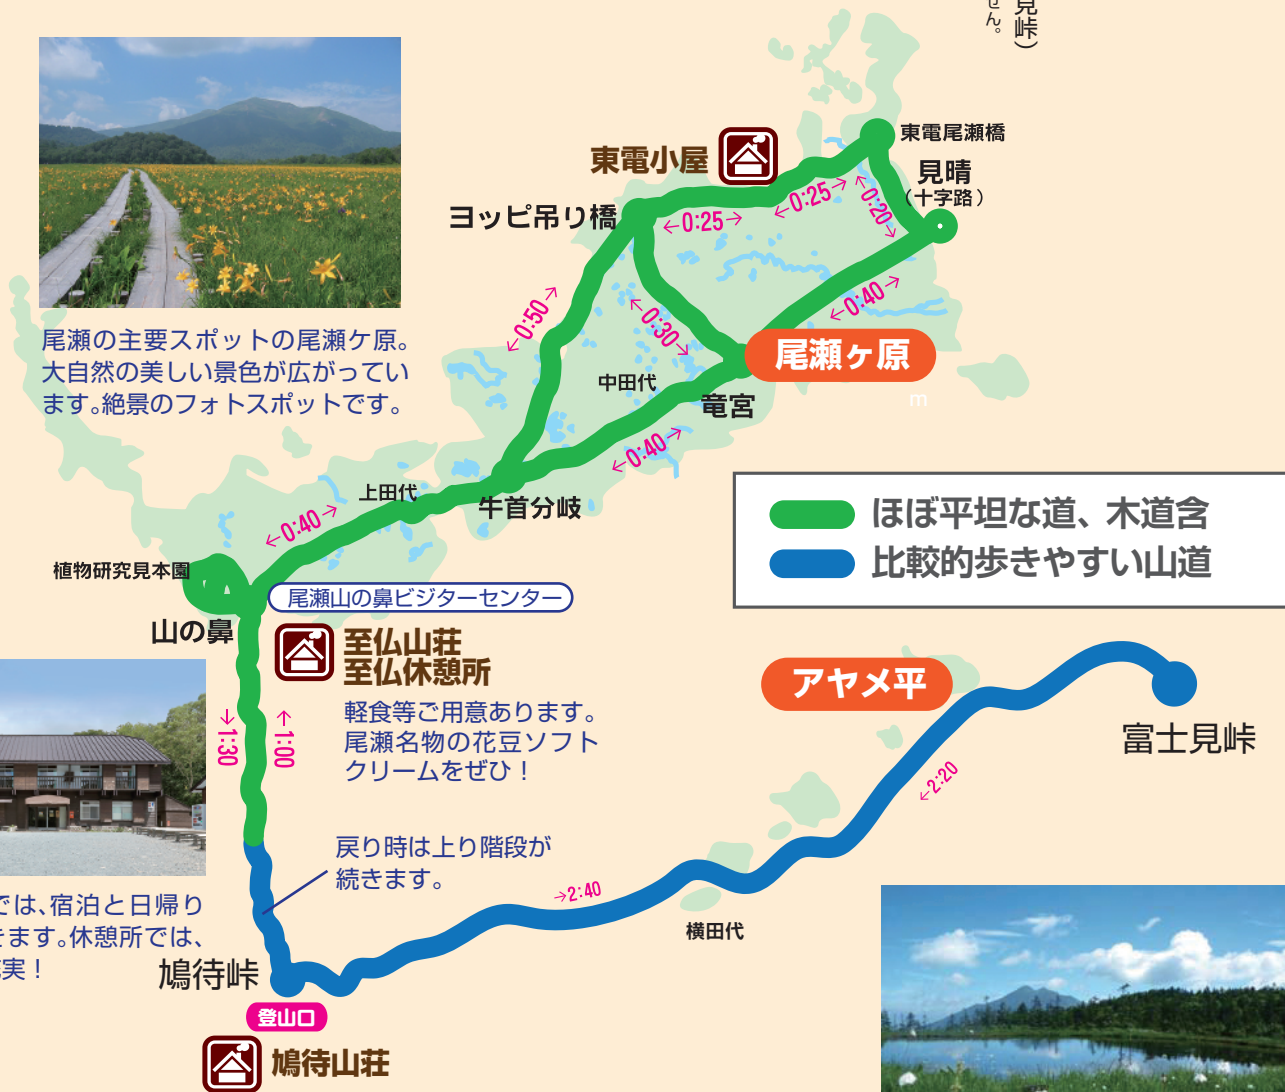 見峠）
せん。
東電尾瀬橋
見晴
（十字路）
東電小屋
ヨッピ吊り橋
←0:25→
←0:25→
←0:20→
←0:40→
←0:50→
←0:30→
尾瀬ヶ原
m
中田代
竜宮
←0:40→
尾瀬の主要スポットの尾瀬ケ原。
大自然の美しい景色が広がってい
ます。絶景のフォトスポットです。
上田代
牛首分岐
←0:40→
ほぼ平坦な道、木道含
比較的歩きやすい山道
植物研究見本園
尾瀬山の鼻ビジターセンター
山の鼻
至仏山荘
至仏休憩所
軽食等ご用意あります。
尾瀬名物の花豆ソフト
クリームをぜひ！
←1:30
←1:00
アヤメ平
富士見峠
←2:20
戻り時は上り階段が
続きます。
→2:40
横田代
では、宿泊と日帰り
きます。休憩所では、
実！
鳩待峠
登山口
鳩待山荘